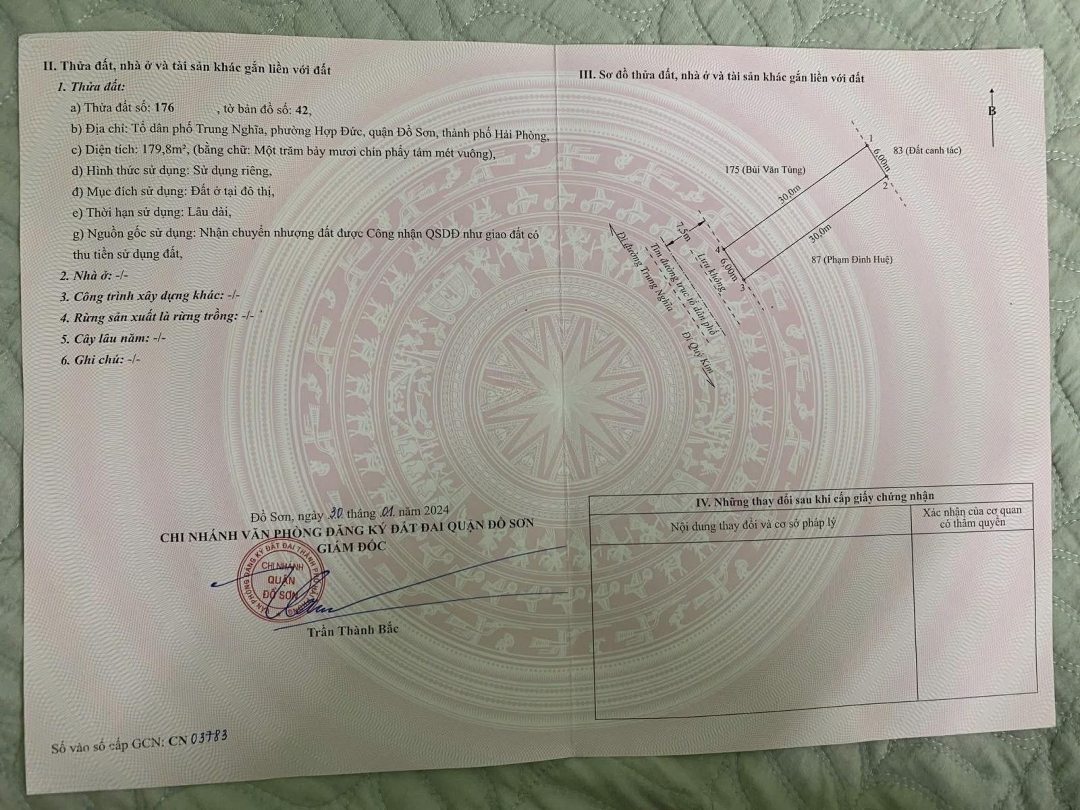 II. Thửa đất, nhà ở và tài sản khác gắn liền với đất
1. Thửa đất:
a) Thửa đất số: 176 , tờ bản đồ số: 42,
b) Địa chỉ: Tổ dân phố Trung Nghĩa, phường Hợp Đức, quận Đồ Sơn, thành phố Hải Phòng,
c) Diện tích: 179,8m², (bằng chữ: Một trăm bảy mươi chín phẩy tám mét vuông),
d) Hình thức sử dụng: Sử dụng riêng,
đ) Mục đích sử dụng: Đất ở tại đô thị,
e) Thời hạn sử dụng: Lâu dài,
g) Nguồn gốc sử dụng: Nhận chuyển nhượng đất được Công nhận QSDĐ như giao đất có
thu tiền sử dụng đất,
2. Nhà ở: -/-
3. Công trình xây dựng khác: -/-
4. Rừng sản xuất là rừng trồng: -/-
5. Cây lâu năm: -/-
6. Ghi chú: -/-
Đồ Sơn, ngày 30 tháng 01 năm 2024
CHI NHÁNH VĂN PHÒNG ĐĂNG KÝ ĐẤT ĐAI QUẬN ĐỒ SƠN
GIÁM ĐỐC
CHI NHÁNH
QUẬN
ĐỒ SƠN
Trần Thành Bắc
Số vào sổ cấp GCN: CN 03783
III. Sơ đồ thửa đất, nhà ở và tài sản khác gắn liền với đất
B
1
6,00m
83 (Đất canh tác)
175 (Bùi Văn Tùng)
2
30,0m
30,0m
7,5m
4
6,00m
3
87 (Phạm Đình Huệ)
Lưu không
Tim đường trục tổ dân phố
Đi đường Trung Nghĩa
Đi Quý Kim
IV. Những thay đổi sau khi cấp giấy chứng nhận
Nội dung thay đổi và cơ sở pháp lý
Xác nhận của cơ quan
có thẩm quyền